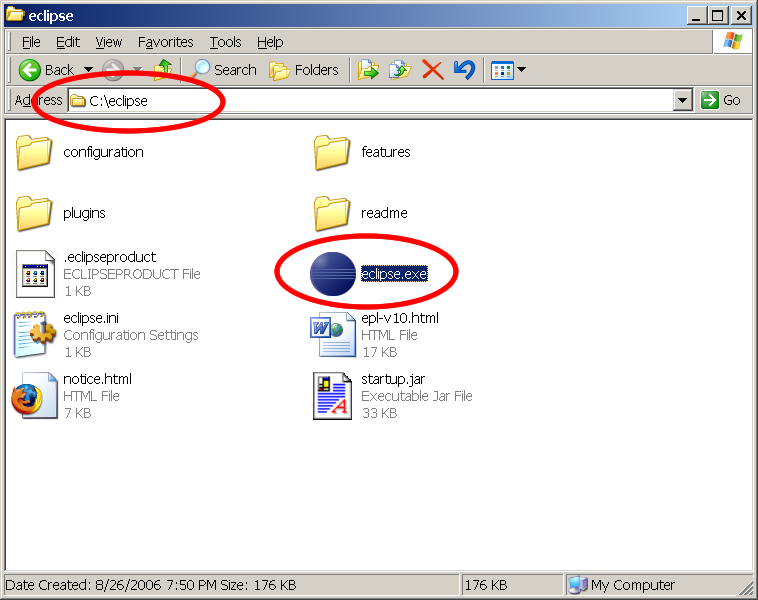 eclipse
File Edit View Favorites Tools Help
Back Search Folders
Address C:\eclipse Go
configuration
features
plugins
readme
.eclipseproduct
ECLIPSEPRODUCT File
1 KB
eclipse.exe
eclipse.ini
Configuration Settings
1 KB
epl-v10.html
HTML File
17 KB
notice.html
HTML File
7 KB
startup.jar
Executable Jar File
33 KB
Date Created: 8/26/2006 7:50 PM Size: 176 KB 176 KB My Computer